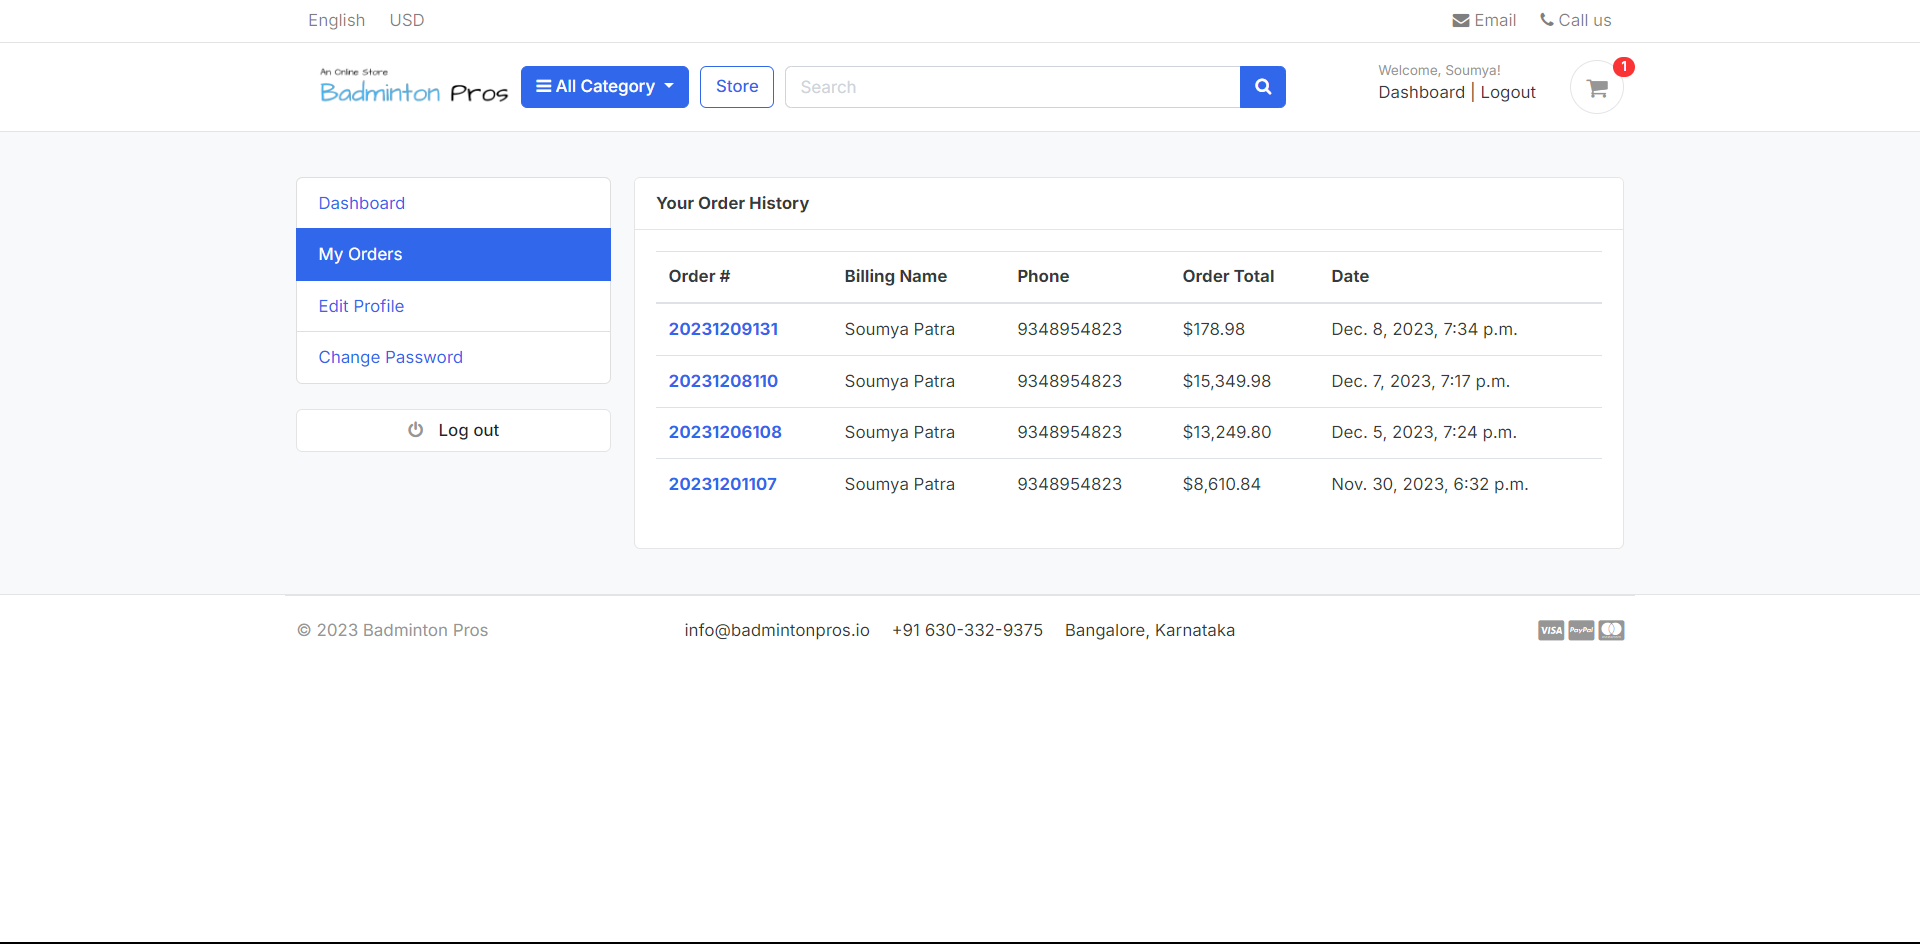 English USD Email Call us
An Online Store
Badminton Pros All Category Store Search Welcome, Soumya!
Dashboard | Logout 1
Dashboard
My Orders
Edit Profile
Change Password
Log out
Your Order History
Order # Billing Name Phone Order Total Date
20231209131 Soumya Patra 9348954823 $178.98 Dec. 8, 2023, 7:34 p.m.
20231208110 Soumya Patra 9348954823 $15,349.98 Dec. 7, 2023, 7:17 p.m.
20231206108 Soumya Patra 9348954823 $13,249.80 Dec. 5, 2023, 7:24 p.m.
20231201107 Soumya Patra 9348954823 $8,610.84 Nov. 30, 2023, 6:32 p.m.
© 2023 Badminton Pros info@badmintonpros.io +91 630-332-9375 Bangalore, Karnataka VISA PayPal